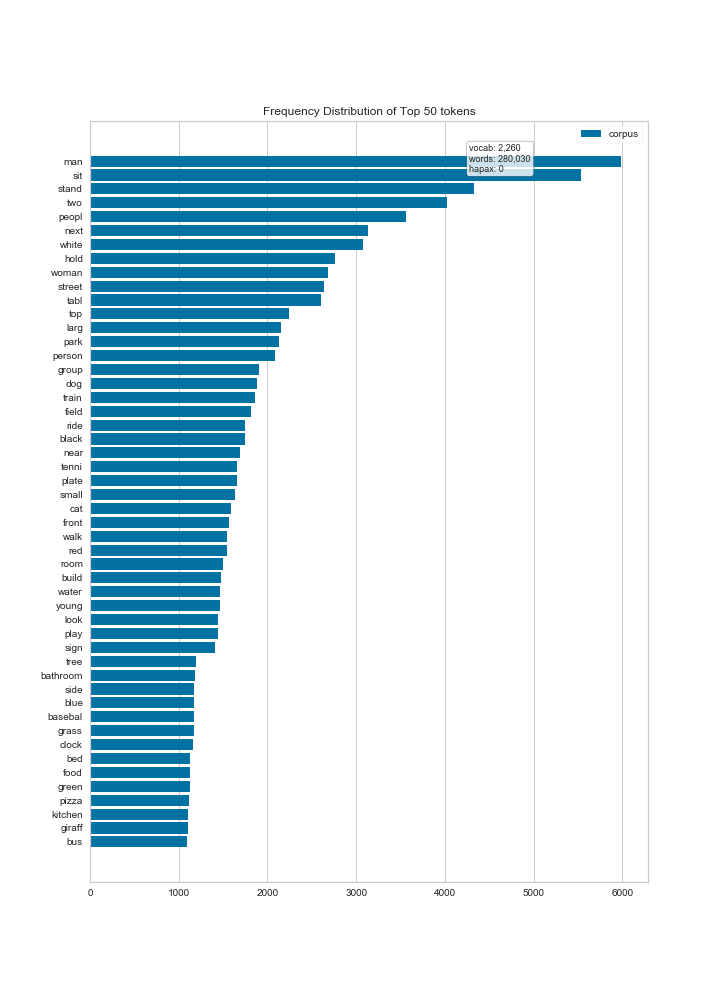 Frequency Distribution of Top 50 tokens
corpus
vocab: 2,260
words: 280,030
hapax: 0
man
sit
stand
two
peopl
next
white
hold
woman
street
tabl
top
larg
park
person
group
dog
train
field
ride
black
near
tenni
plate
small
cat
front
walk
red
room
build
water
young
look
play
sign
tree
bathroom
side
blue
basebal
grass
clock
bed
food
green
pizza
kitchen
giraff
bus
0 1000 2000 3000 4000 5000 6000